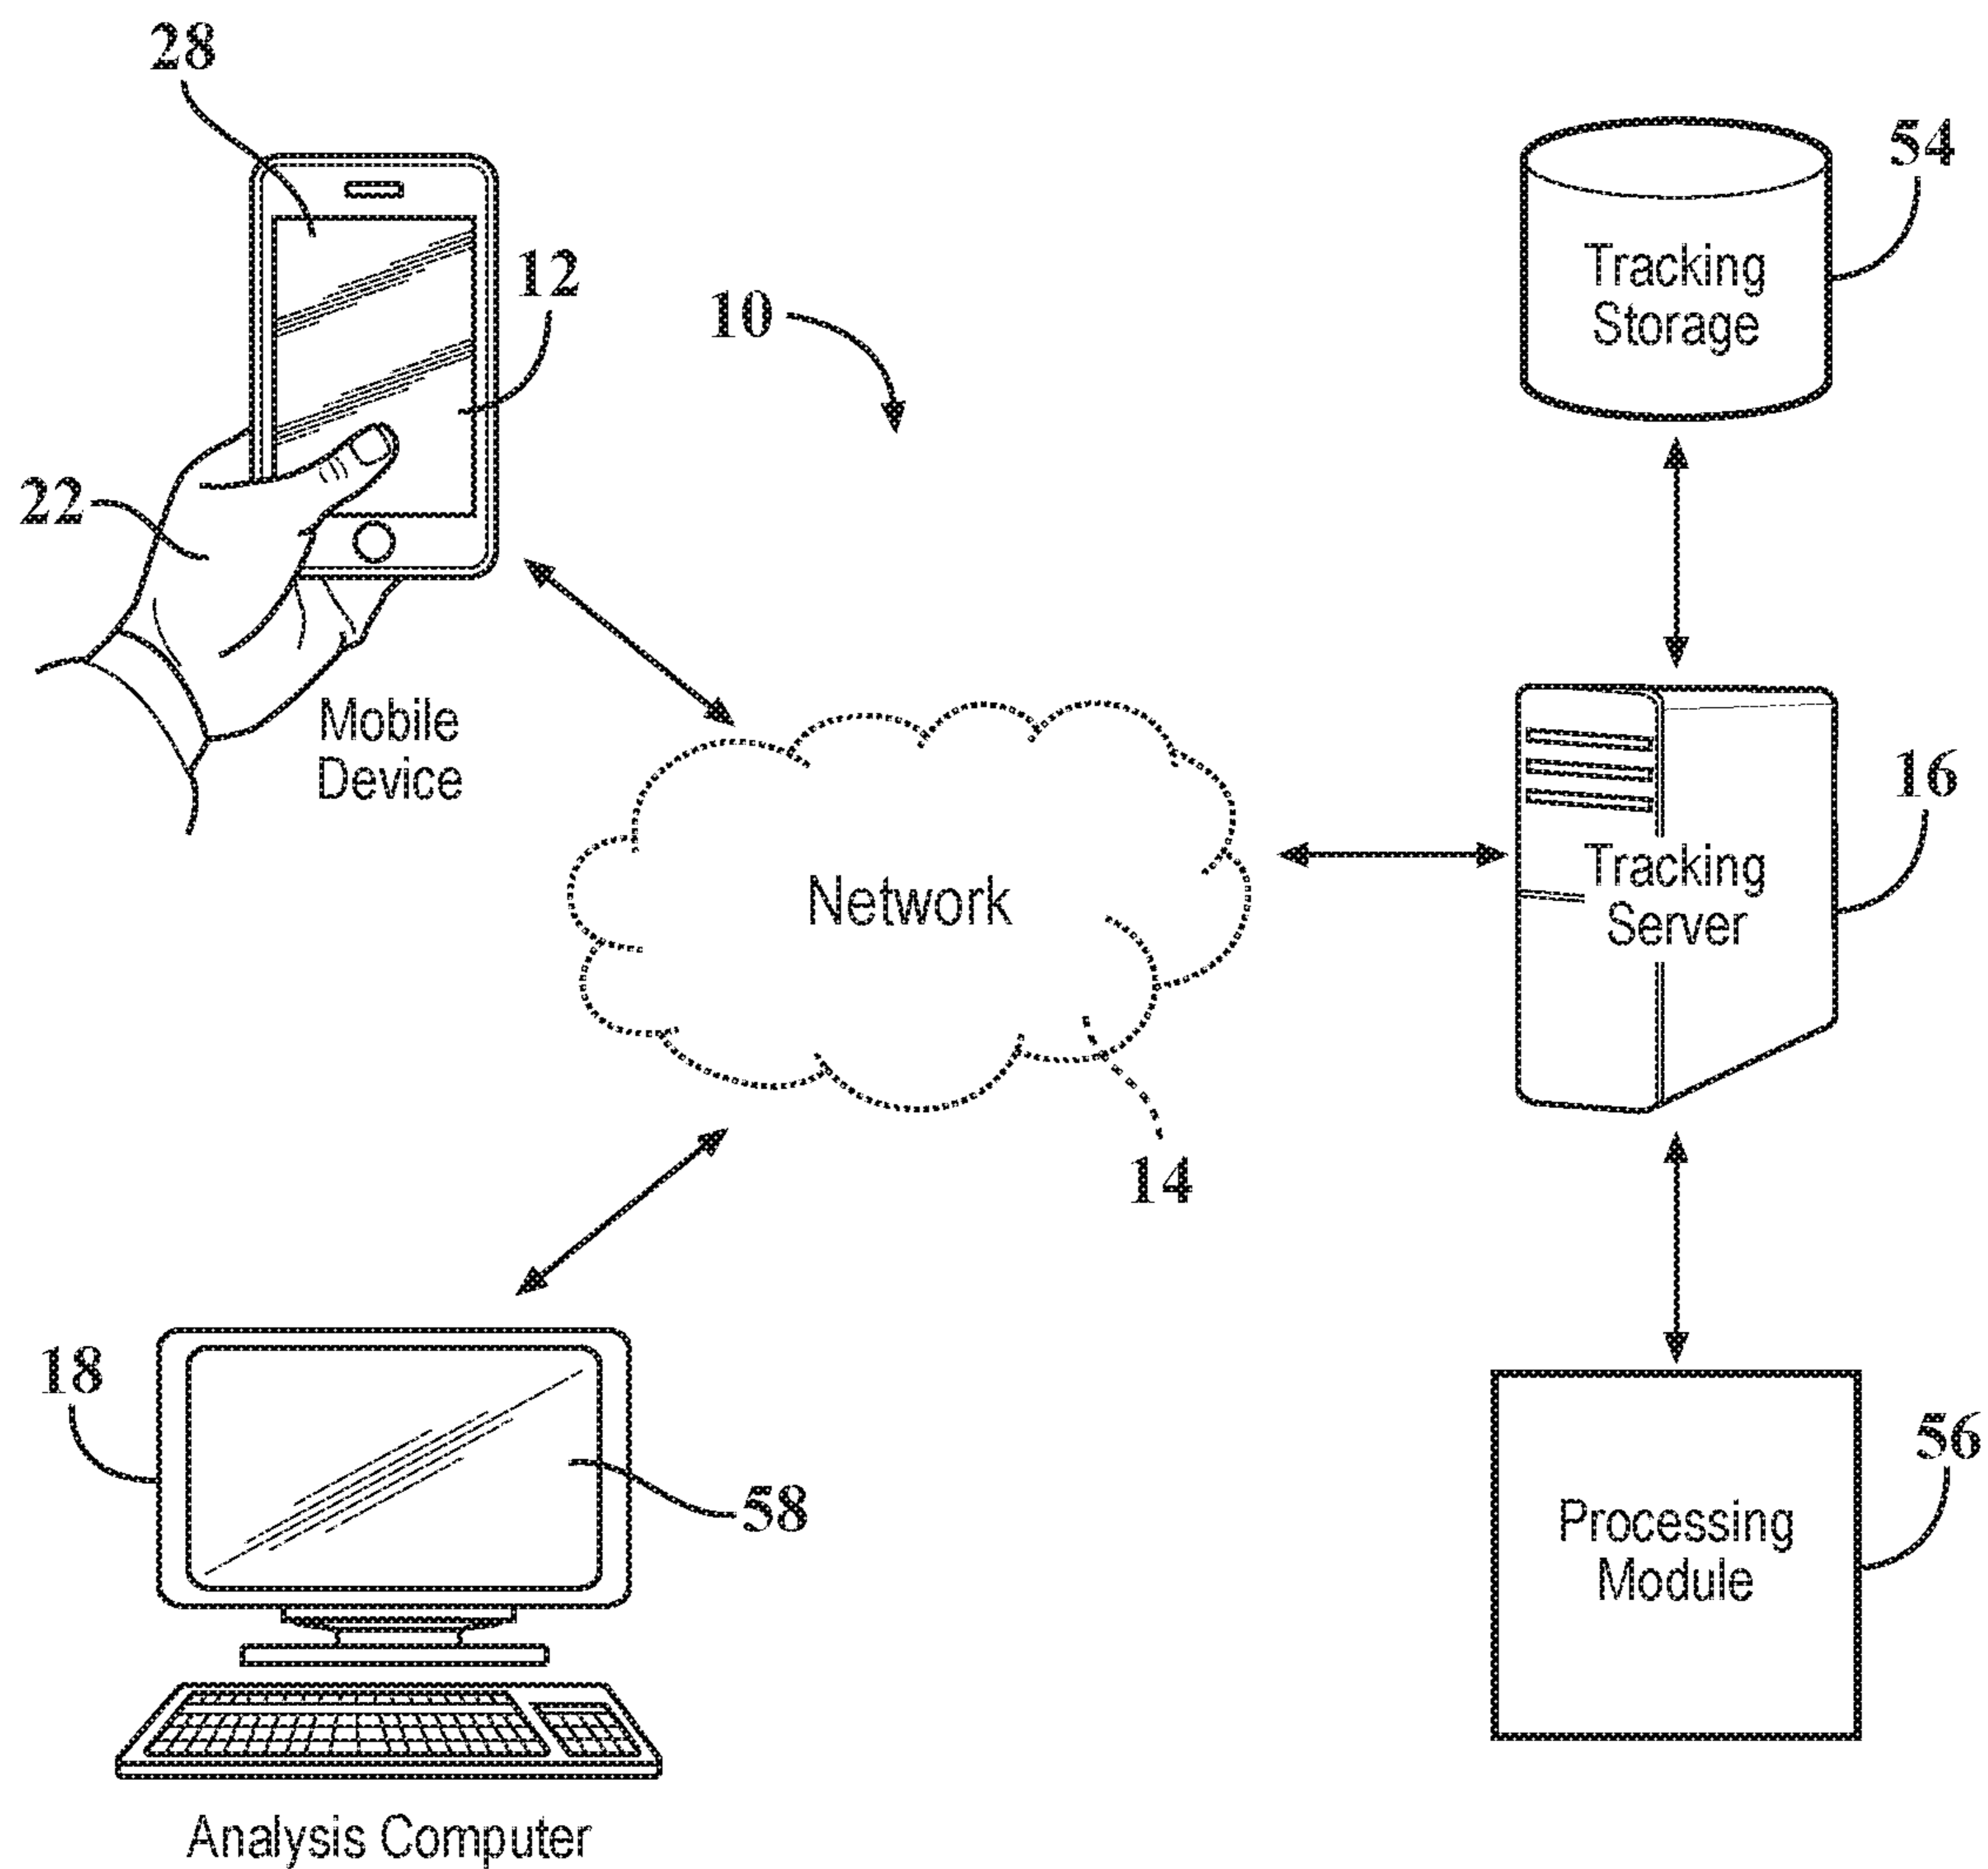 28
54
12
10
Tracking
Storage
22
Mobile
Device
16
Tracking
Server
Network
14
18
58
56
Processing
Module
Analysis Computer